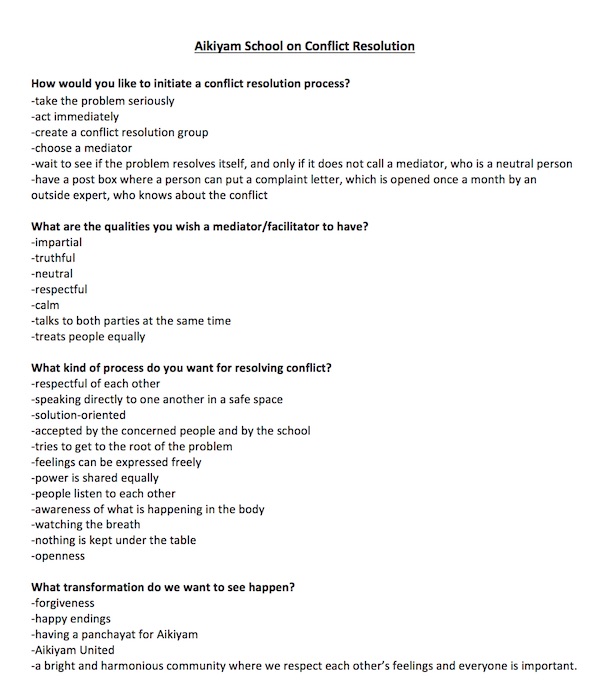 Aikiyam School on Conflict Resolution
How would you like to initiate a conflict resolution process?
-take the problem seriously
-act immediately
-create a conflict resolution group
-choose a mediator
-wait to see if the problem resolves itself, and only if it does not call a mediator, who is a neutral person
-have a post box where a person can put a complaint letter, which is opened once a month by an
outside expert, who knows about the conflict
What are the qualities you wish a mediator/facilitator to have?
-impartial
-truthful
-neutral
-respectful
-calm
-talks to both parties at the same time
-treats people equally
What kind of process do you want for resolving conflict?
-respectful of each other
-speaking directly to one another in a safe space
-solution-oriented
-accepted by the concerned people and by the school
-tries to get to the root of the problem
-feelings can be expressed freely
-power is shared equally
-people listen to each other
-awareness of what is happening in the body
-watching the breath
-nothing is kept under the table
-openness
What transformation do we want to see happen?
-forgiveness
-happy endings
-having a panchayat for Aikiyam
-Aikiyam United
-a bright and harmonious community where we respect each other's feelings and everyone is important.